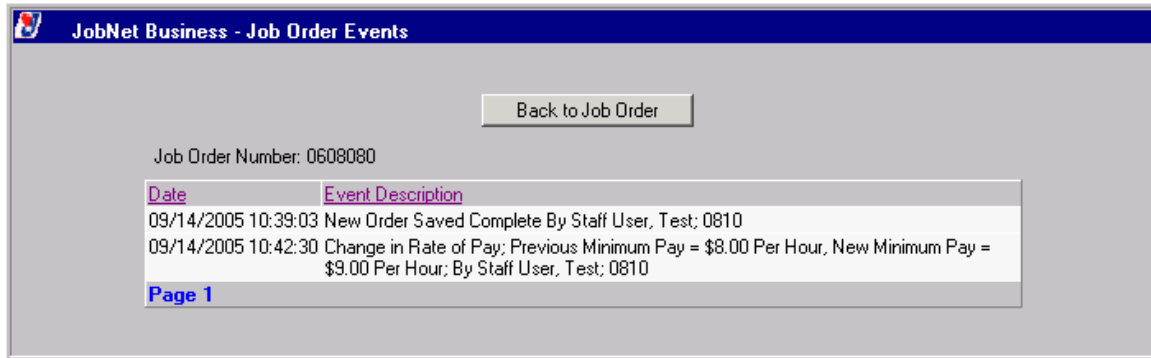 JobNet Business - Job Order Events
Back to Job Order
Job Order Number: 0608080
Date Event Description
09/14/2005 10:39:03 New Order Saved Complete By Staff User, Test; 0810
09/14/2005 10:42:30 Change in Rate of Pay; Previous Minimum Pay = $8.00 Per Hour, New Minimum Pay =
$9.00 Per Hour; By Staff User, Test; 0810
Page 1